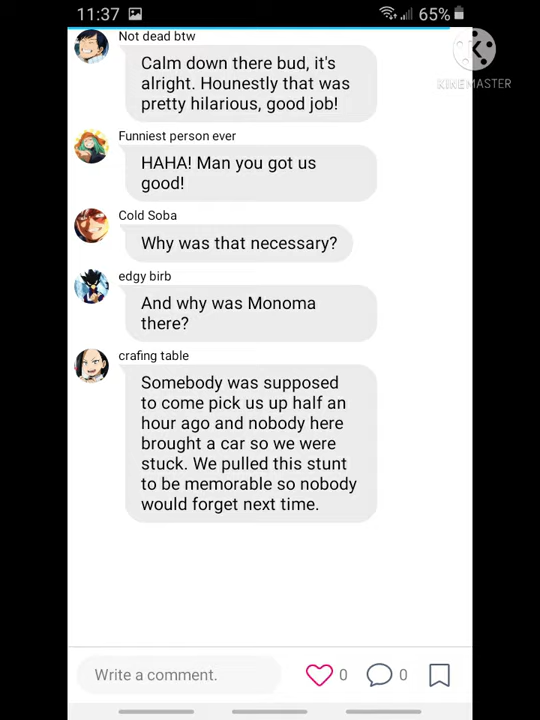 11:37
65%
KINEMASTER
Not dead btw
Calm down there bud, it's
alright. Hounestly that was
pretty hilarious, good job!
Funniest person ever
HAHA! Man you got us
good!
Cold Soba
Why was that necessary?
edgy birb
And why was Monoma
there?
crafing table
Somebody was supposed
to come pick us up half an
hour ago and nobody here
brought a car so we were
stuck. We pulled this stunt
to be memorable so nobody
would forget next time.
Write a comment. 0 0